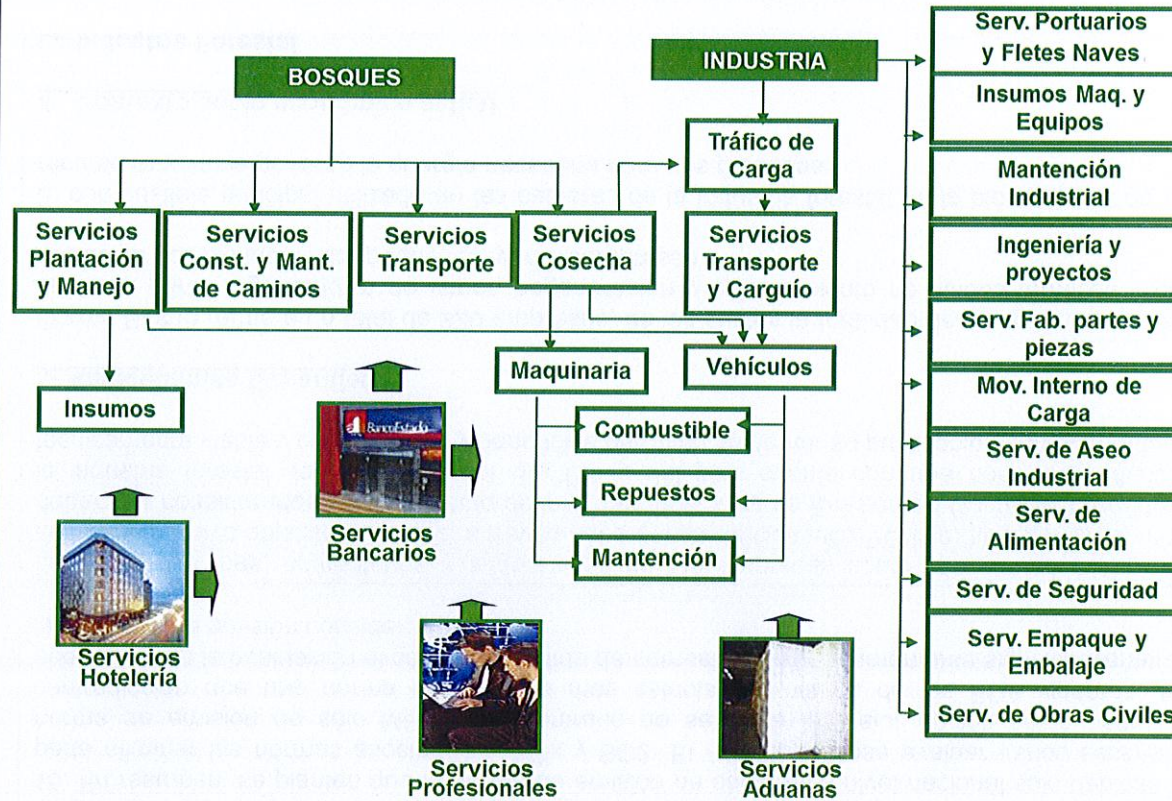 BOSQUES
INDUSTRIA
Tráfico de
Carga
Servicios
Plantación
y Manejo
Servicios
Const. y Mant.
de Caminos
Servicios
Transporte
Servicios
Cosecha
Servicios
Transporte
y Carguío
Insumos
Maquinaria
Vehículos
Combustible
Repuestos
Mantención
BancoEstado
Servicios
Bancarios
Servicios
Hotelería
Servicios
Profesionales
Servicios
Aduanas
Serv. Portuarios
y Fletes Naves
Insumos Maq. y
Equipos
Mantención
Industrial
Ingeniería y
proyectos
Serv. Fab. partes y
piezas
Mov. Interno de
Carga
Serv. de Aseo
Industrial
Serv. de
Alimentación
Serv. de Seguridad
Serv. Empaque y
Embalaje
Serv. de Obras Civiles